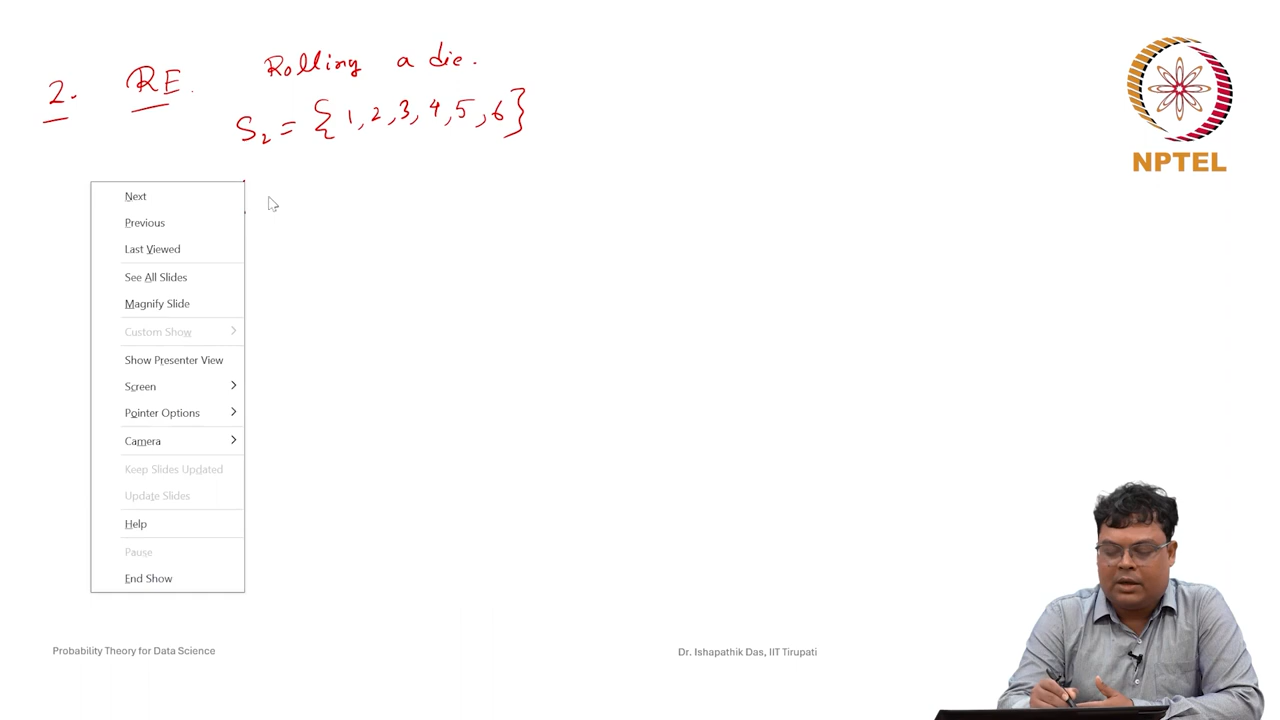 2. RE. Rolling a die.
S₂ = {1, 2, 3, 4, 5, 6}
NPTEL
Next
Previous
Last Viewed
See All Slides
Magnify Slide
Custom Show
Show Presenter View
Screen
Pointer Options
Camera
Keep Slides Updated
Update Slides
Help
Pause
End Show
Probability Theory for Data Science
Dr. Ishapathik Das, IIT Tirupati